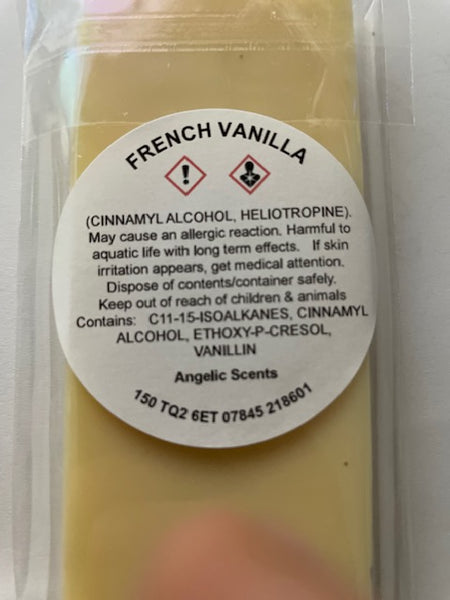 FRENCH VANILLA
(CINNAMYL ALCOHOL, HELIOTROPINE).
May cause an allergic reaction. Harmful to
aquatic life with long term effects. If skin
irritation appears, get medical attention.
Dispose of contents/container safely.
Keep out of reach of children & animals
Contains: C11-15-ISOALKANES, CINNAMYL
ALCOHOL, ETHOXY-P-CRESOL,
VANILLIN
Angelic Scents
150 TQ2 6ET 07845 218601